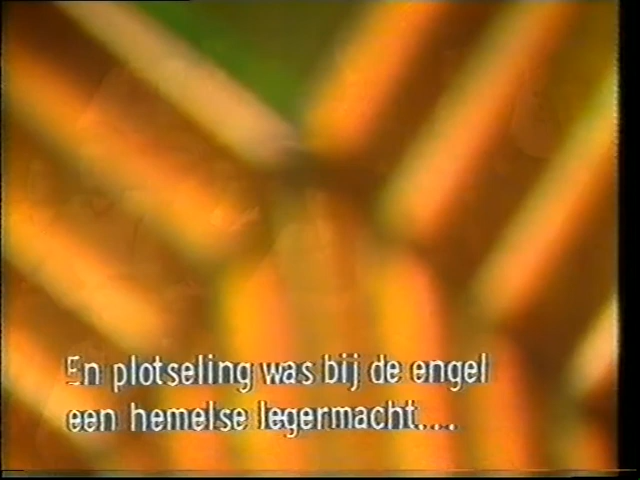 En plotseling was bij de engel
een hemelse legermacht....